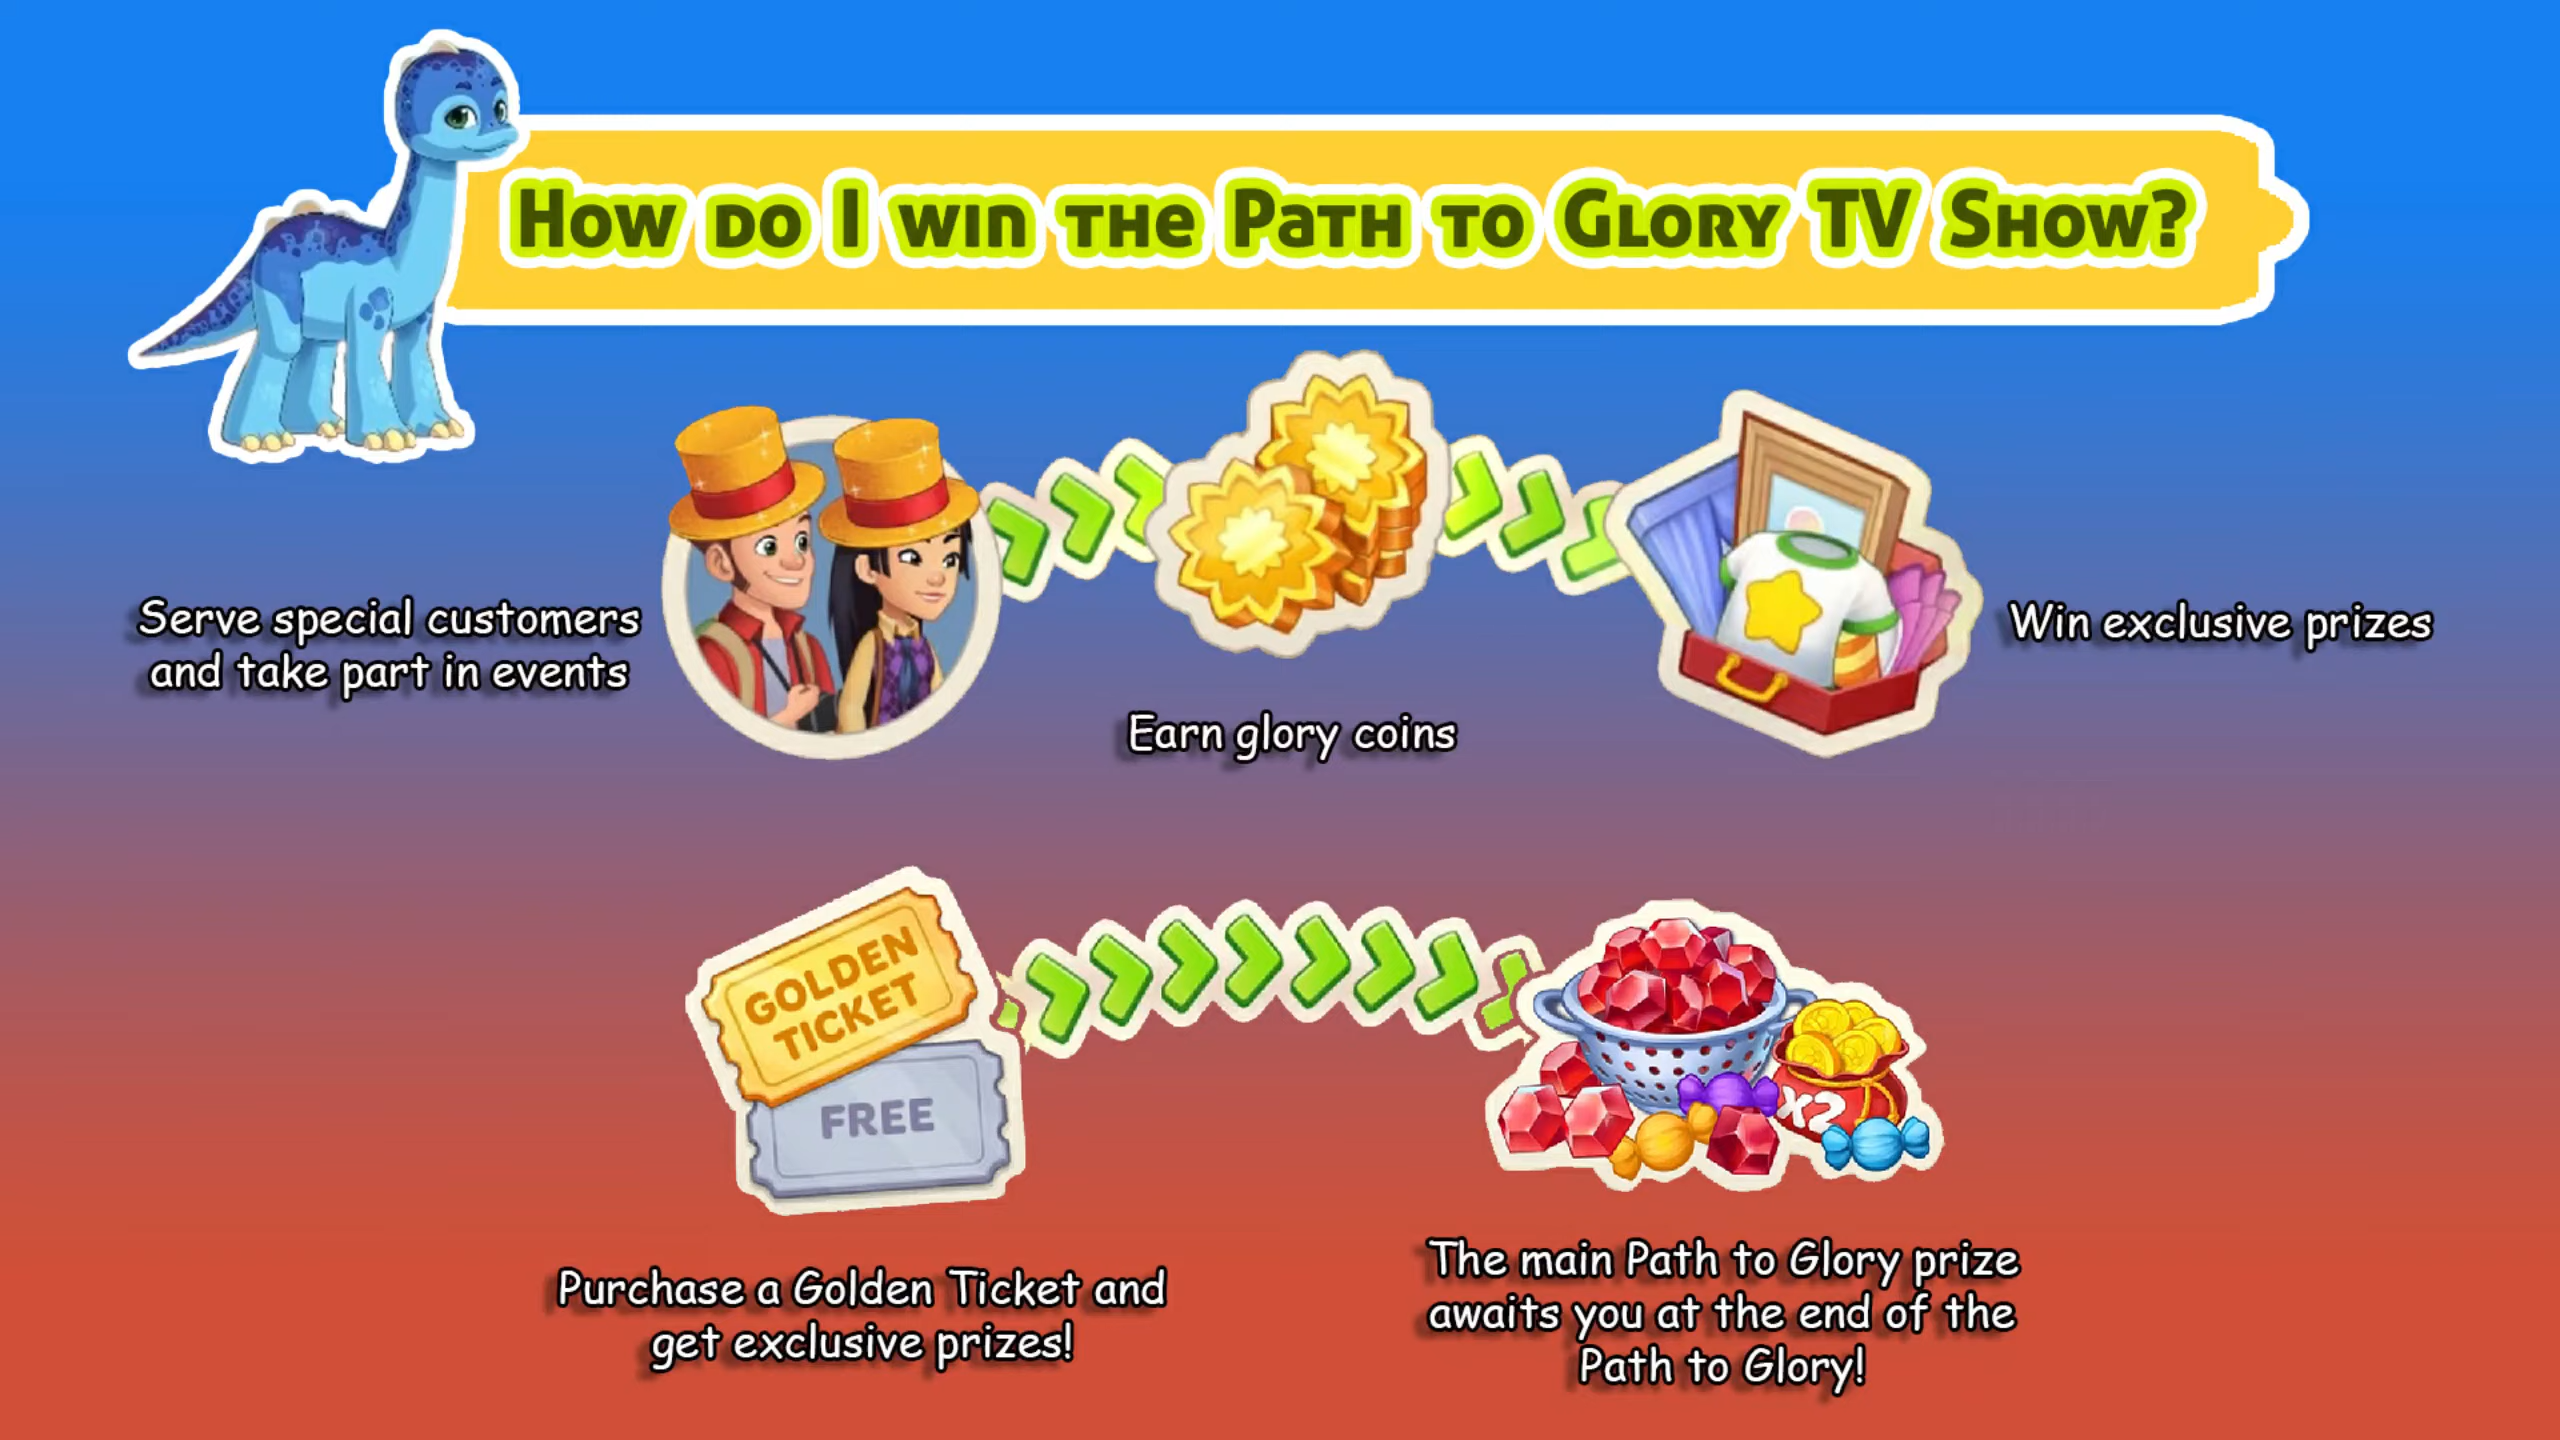 How do I win the Path to Glory TV Show?
Serve special customers
and take part in events
Earn glory coins
Win exclusive prizes
GOLDEN
TICKET
FREE
x2
Purchase a Golden Ticket and
get exclusive prizes!
The main Path to Glory prize
awaits you at the end of the
Path to Glory!